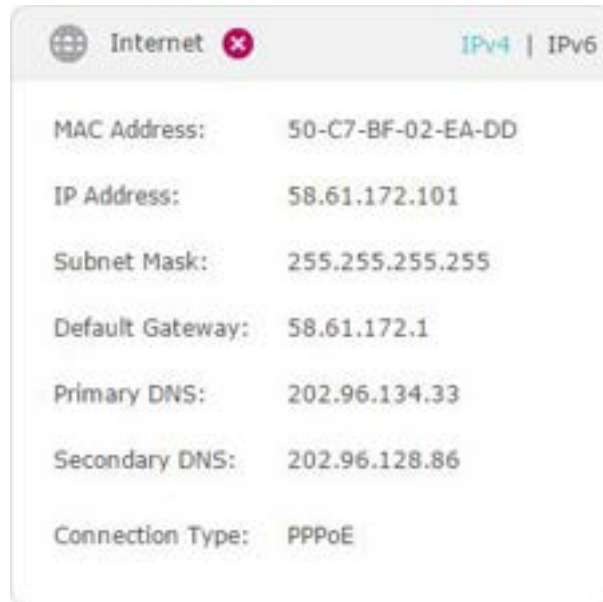 Internet IPv4 | IPv6
MAC Address: 50-C7-BF-02-EA-DD
IP Address: 58.61.172.101
Subnet Mask: 255.255.255.255
Default Gateway: 58.61.172.1
Primary DNS: 202.96.134.33
Secondary DNS: 202.96.128.86
Connection Type: PPPoE